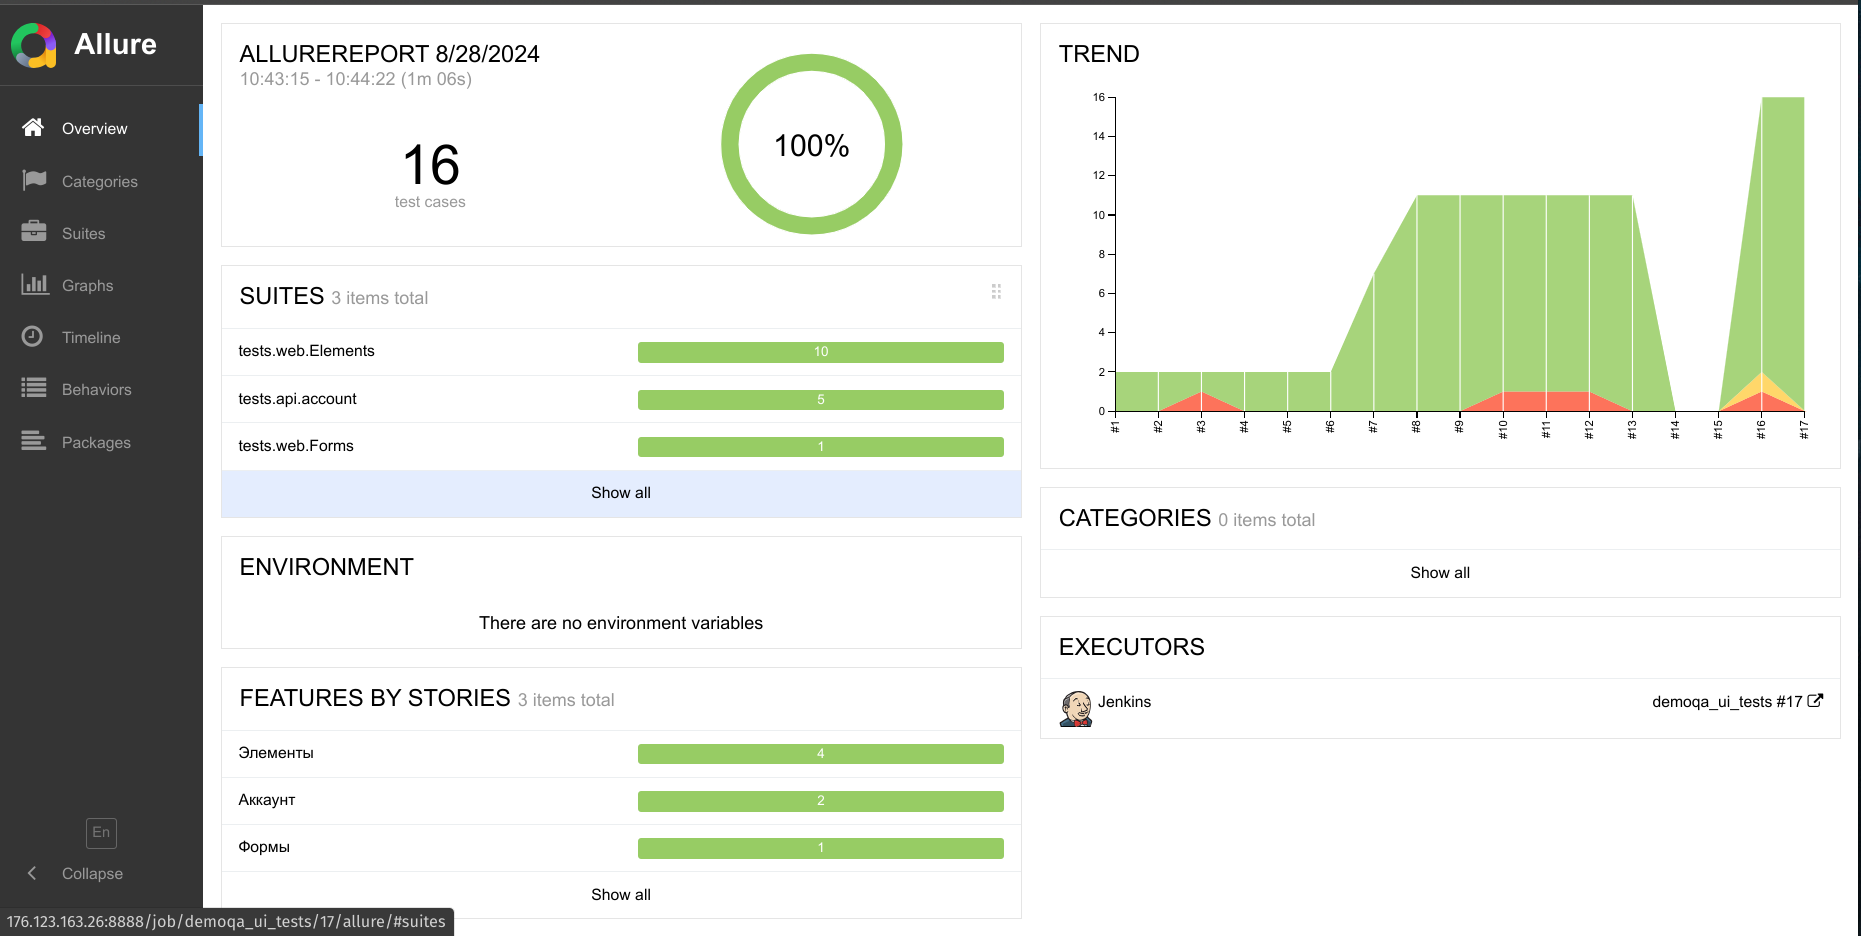 Allure
Overview
Categories
Suites
Graphs
Timeline
Behaviors
Packages
En
Collapse
ALLUREREPORT 8/28/2024
10:43:15 - 10:44:22 (1m 06s)
16
test cases
100%
SUITES 3 items total
tests.web.Elements 10
tests.api.account 5
tests.web.Forms 1
Show all
ENVIRONMENT
There are no environment variables
FEATURES BY STORIES 3 items total
Элементы 4
Аккаунт 2
Формы 1
Show all
TREND
16
14
12
10
8
6
4
2
0
#1 #2 #3 #4 #5 #6 #7 #8 #9 #10 #11 #12 #13 #14 #15 #16 #17
CATEGORIES 0 items total
Show all
EXECUTORS
Jenkins demoqa_ui_tests #17
176.123.163.26:8888/job/demoqa_ui_tests/17/allure/#suites